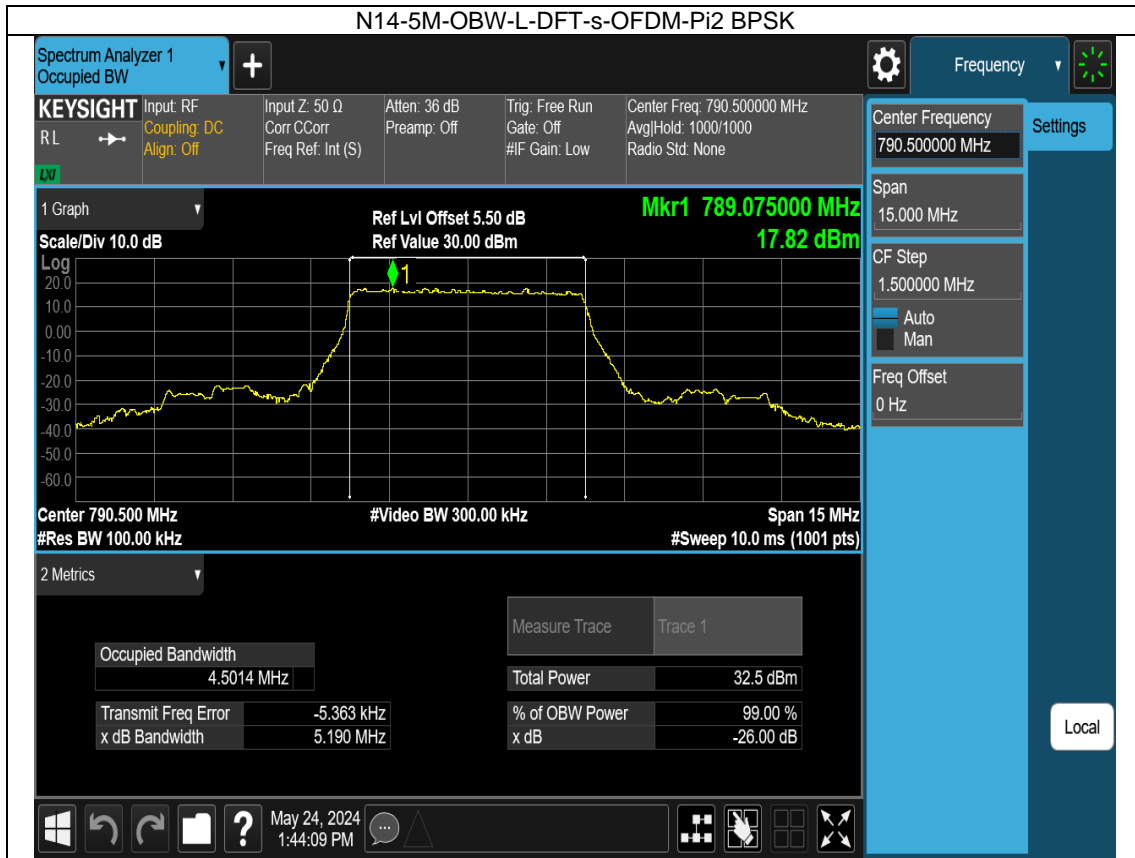 N14-5M-OBW-L-DFT-s-OFDM-Pi2 BPSK
Spectrum Analyzer 1
Occupied BW
+
Frequency
KEYSIGHT
RL
LXI
Input: RF
Coupling: DC
Align: Off
Input Z: 50 Ω
Corr CCorr
Freq Ref: Int (S)
Atten: 36 dB
Preamp: Off
Trig: Free Run
Gate: Off
#IF Gain: Low
Center Freq: 790.500000 MHz
Avg|Hold: 1000/1000
Radio Std: None
Center Frequency
790.500000 MHz
Settings
Span
15.000 MHz
CF Step
1.500000 MHz
Auto
Man
Freq Offset
0 Hz
1 Graph
Scale/Div 10.0 dB
Ref Lvl Offset 5.50 dB
Ref Value 30.00 dBm
Mkr1 789.075000 MHz
17.82 dBm
Log
1
20.0
10.0
0.00
-10.0
-20.0
-30.0
-40.0
-50.0
-60.0
Center 790.500 MHz
#Video BW 300.00 kHz
Span 15 MHz
#Res BW 100.00 kHz
#Sweep 10.0 ms (1001 pts)
2 Metrics
Measure Trace
Trace 1
Occupied Bandwidth
4.5014 MHz
Total Power
32.5 dBm
Transmit Freq Error
-5.363 kHz
% of OBW Power
99.00 %
x dB Bandwidth
5.190 MHz
x dB
-26.00 dB
Local
?
May 24, 2024
1:44:09 PM